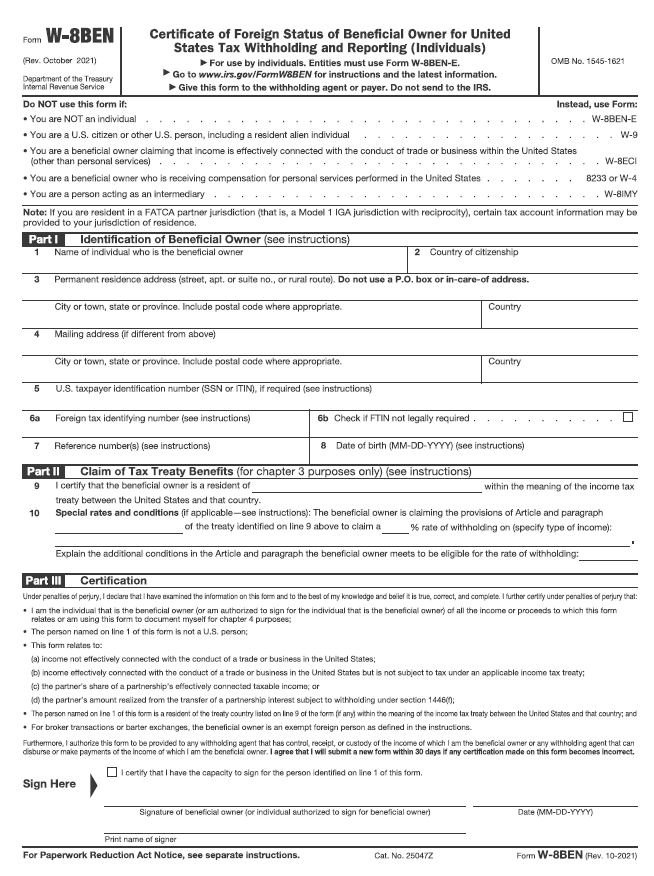 Form W-8BEN
(Rev. October 2021)
Department of the Treasury
Internal Revenue Service
Certificate of Foreign Status of Beneficial Owner for United
States Tax Withholding and Reporting (Individuals)
▶ For use by individuals. Entities must use Form W-8BEN-E.
▶ Go to www.irs.gov/FormW8BEN for instructions and the latest information.
▶ Give this form to the withholding agent or payer. Do not send to the IRS.
OMB No. 1545-1621
Do NOT use this form if: Instead, use Form:
• You are NOT an individual . . . . . . . . . . . . . . . . . . . . . . . . . . . . . . . W-8BEN-E
• You are a U.S. citizen or other U.S. person, including a resident alien individual . . . . . . . . . . . . . . . . . . W-9
• You are a beneficial owner claiming that income is effectively connected with the conduct of trade or business within the United States
(other than personal services) . . . . . . . . . . . . . . . . . . . . . . . . . . . . . . W-8ECI
• You are a beneficial owner who is receiving compensation for personal services performed in the United States . . . . . . . 8233 or W-4
• You are a person acting as an intermediary . . . . . . . . . . . . . . . . . . . . . . . . . . . W-8IMY
Note: If you are resident in a FATCA partner jurisdiction (that is, a Model 1 IGA jurisdiction with reciprocity), certain tax account information may be
provided to your jurisdiction of residence.
Part I Identification of Beneficial Owner (see instructions)
1 Name of individual who is the beneficial owner
2 Country of citizenship
3 Permanent residence address (street, apt. or suite no., or rural route). Do not use a P.O. box or in-care-of address.
City or town, state or province. Include postal code where appropriate.
Country
4 Mailing address (if different from above)
City or town, state or province. Include postal code where appropriate.
Country
5 U.S. taxpayer identification number (SSN or ITIN), if required (see instructions)
6a Foreign tax identifying number (see instructions)
6b Check if FTIN not legally required . . . . . . . . . . .
7 Reference number(s) (see instructions)
8 Date of birth (MM-DD-YYYY) (see instructions)
Part II Claim of Tax Treaty Benefits (for chapter 3 purposes only) (see instructions)
9 I certify that the beneficial owner is a resident of within the meaning of the income tax
treaty between the United States and that country.
10 Special rates and conditions (if applicable—see instructions): The beneficial owner is claiming the provisions of Article and paragraph
of the treaty identified on line 9 above to claim a % rate of withholding on (specify type of income):
.
Explain the additional conditions in the Article and paragraph the beneficial owner meets to be eligible for the rate of withholding:
Part III Certification
Under penalties of perjury, I declare that I have examined the information on this form and to the best of my knowledge and belief it is true, correct, and complete. I further certify under penalties of perjury that:
• I am the individual that is the beneficial owner (or am authorized to sign for the individual that is the beneficial owner) of all the income or proceeds to which this form
relates or am using this form to document myself for chapter 4 purposes;
• The person named on line 1 of this form is not a U.S. person;
• This form relates to:
(a) income not effectively connected with the conduct of a trade or business in the United States;
(b) income effectively connected with the conduct of a trade or business in the United States but is not subject to tax under an applicable income tax treaty;
(c) the partner's share of a partnership's effectively connected taxable income; or
(d) the partner's amount realized from the transfer of a partnership interest subject to withholding under section 1446(f);
• The person named on line 1 of this form is a resident of the treaty country listed on line 9 of the form (if any) within the meaning of the income tax treaty between the United States and that country; and
• For broker transactions or barter exchanges, the beneficial owner is an exempt foreign person as defined in the instructions.
Furthermore, I authorize this form to be provided to any withholding agent that has control, receipt, or custody of the income of which I am the beneficial owner or any withholding agent that can
disburse or make payments of the income of which I am the beneficial owner. I agree that I will submit a new form within 30 days if any certification made on this form becomes incorrect.
Sign Here
I certify that I have the capacity to sign for the person identified on line 1 of this form.
Signature of beneficial owner (or individual authorized to sign for beneficial owner)
Date (MM-DD-YYYY)
Print name of signer
For Paperwork Reduction Act Notice, see separate instructions. Cat. No. 25047Z Form W-8BEN (Rev. 10-2021)